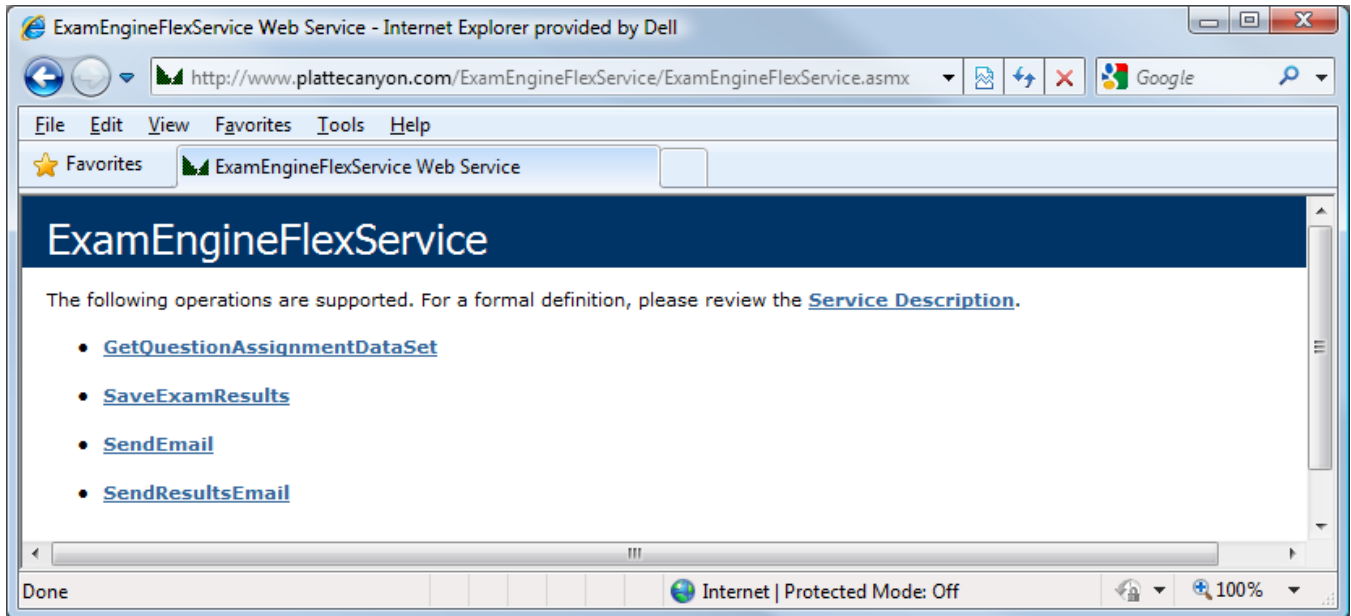 ExamEngineFlexService Web Service - Internet Explorer provided by Dell
http://www.plattecanyon.com/ExamEngineFlexService/ExamEngineFlexService.asmx Google
File Edit View Favorites Tools Help
Favorites ExamEngineFlexService Web Service
ExamEngineFlexService
The following operations are supported. For a formal definition, please review the Service Description.
• GetQuestionAssignmentDataSet
• SaveExamResults
• SendEmail
• SendResultsEmail
Done Internet | Protected Mode: Off 100%